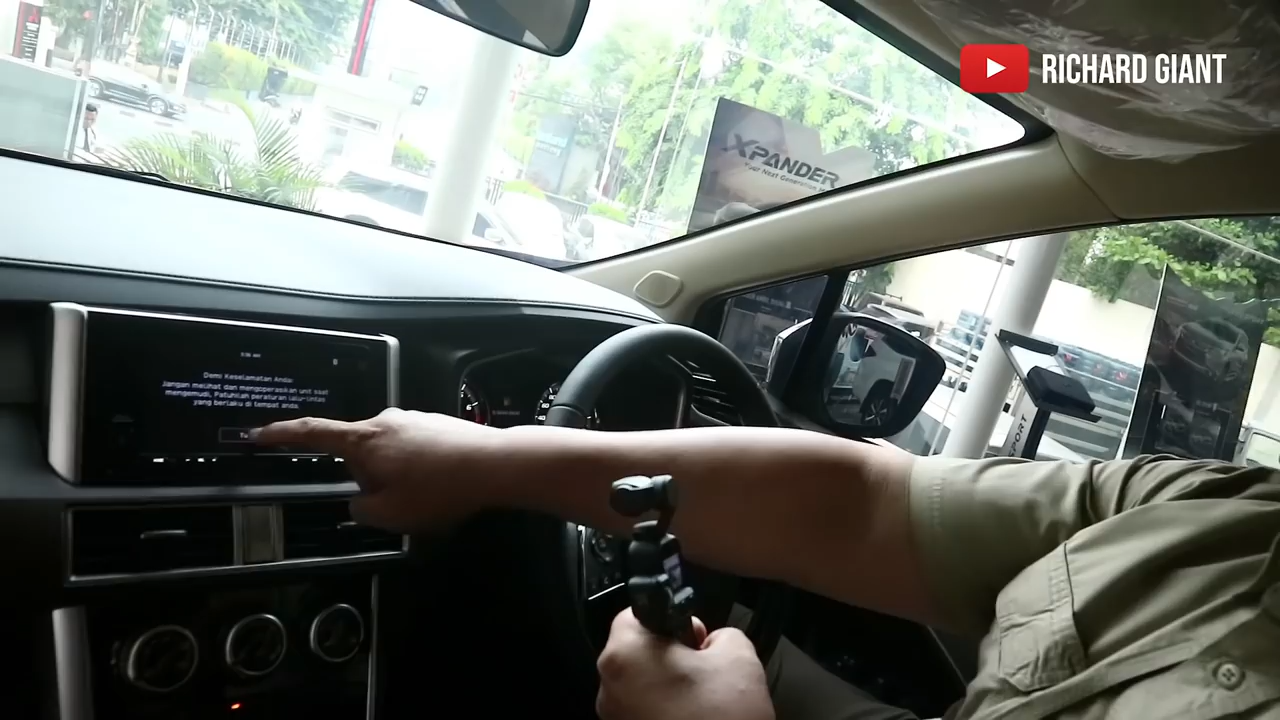 RICHARD GIANT
XPANDER
Your Next Generation
Demi Keselamatan Anda:
Jangan melihat dan mengoperasikan unit saat
mengemudi, Patuhilah peraturan lalu-lintas
yang berlaku di tempat anda.
PORT